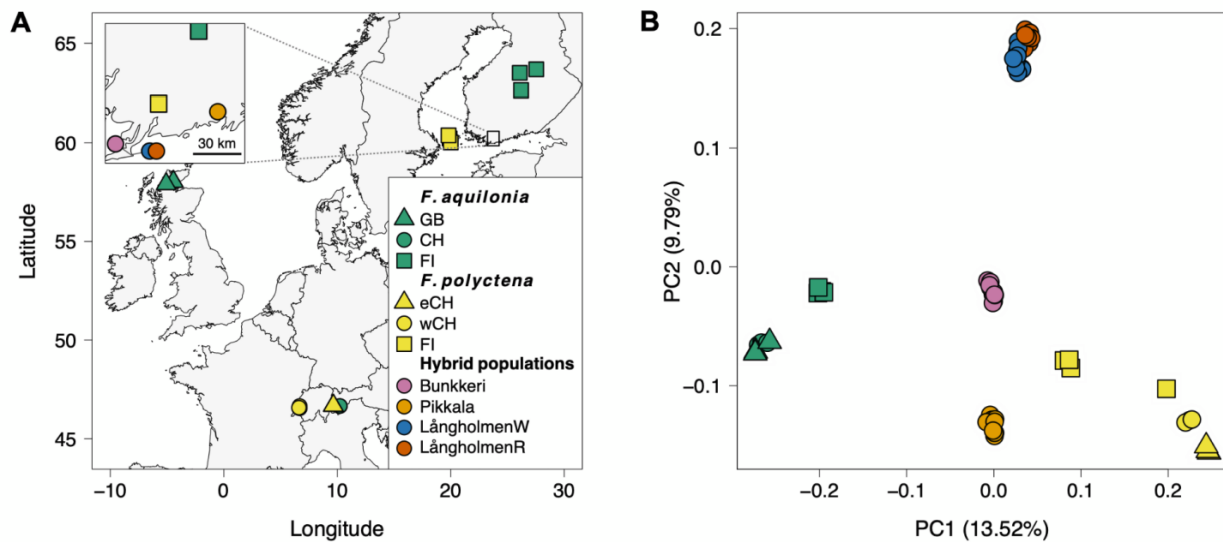 A
65
60
55
50
45
Latitude
−10
0
10
20
30
Longitude
30 km
F. aquilonia
GB
CH
FI
F. polyctena
eCH
wCH
FI
Hybrid populations
Bunkkeri
Pikkala
LångholmenW
LångholmenR
B
0.2
0.1
0.0
−0.1
PC2 (9.79%)
−0.2
−0.1
0.0
0.1
0.2
PC1 (13.52%)